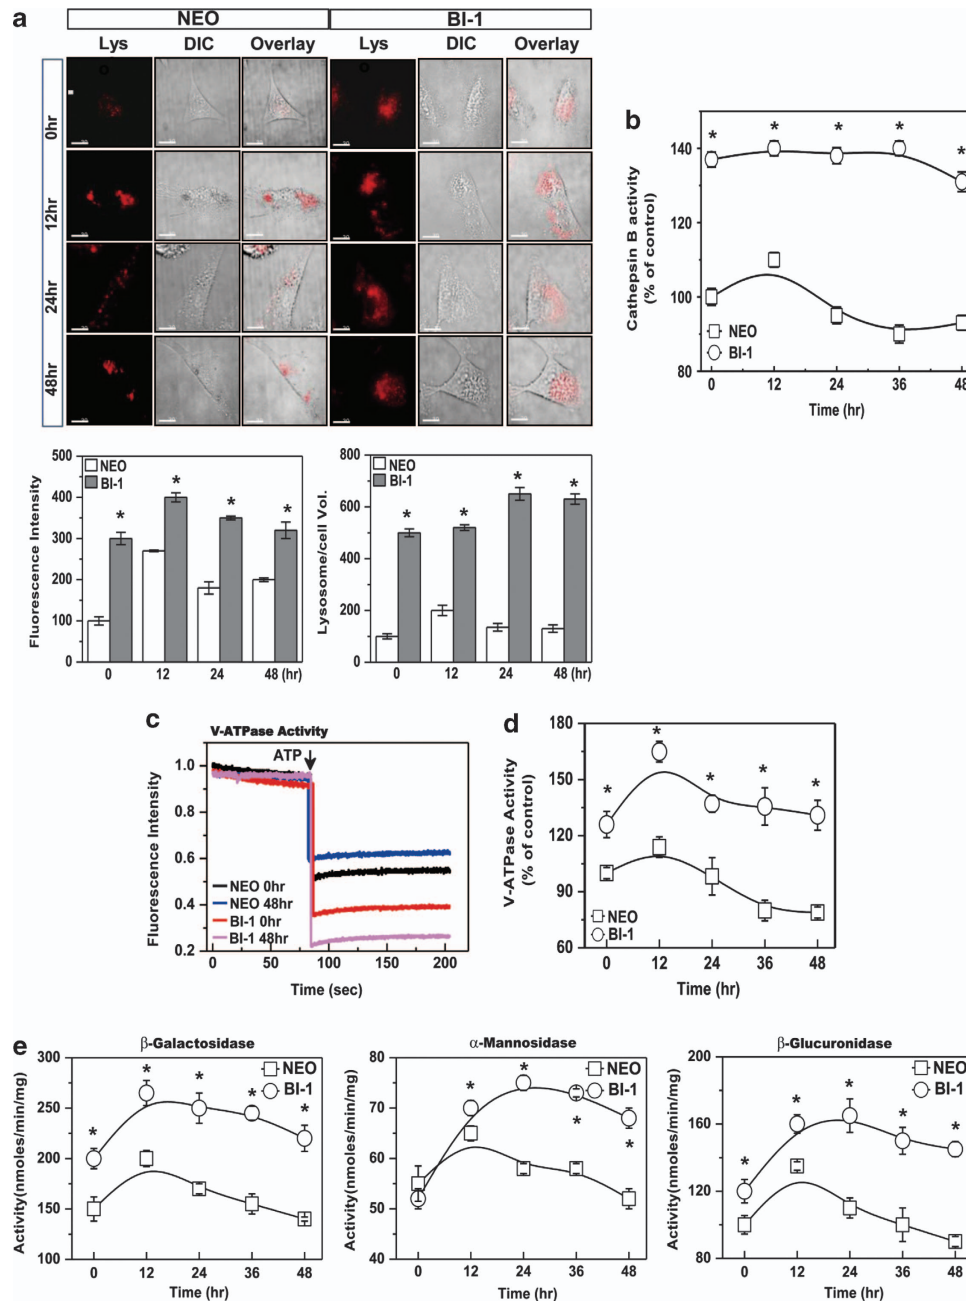 a
NEO BI-1
Lys DIC Overlay Lys DIC Overlay
0hr
12hr
24hr
48hr
b
Cathepsin B activity
(% of control)
140
120
100
80
* * * * *
NEO
BI-1
0 12 24 36 48
Time (hr)
Fluorescence Intensity
500
400
300
200
100
0
NEO
BI-1
* * * *
0 12 24 48 (hr)
Lysosome/cell Vol.
800
600
400
200
0
NEO
BI-1
* * * *
0 12 24 48 (hr)
c
V-ATPase Activity
ATP
Fluorescence Intensity
1.0
0.8
0.6
0.4
0.2
NEO 0hr
NEO 48hr
BI-1 0hr
BI-1 48hr
0 50 100 150 200
Time (sec)
d
V-ATPase Activity
(% of control)
180
150
120
90
60
* * * * *
NEO
BI-1
0 12 24 36 48
Time (hr)
e
β-Galactosidase
Activity(nmoles/min/mg)
300
250
200
150
100
NEO
BI-1
* * * * *
0 12 24 36 48
Time (hr)
α-Mannosidase
Activity(nmoles/min/mg)
80
70
60
50
40
NEO
BI-1
* * * *
0 12 24 36 48
Time (hr)
β-Glucuronidase
Activity(nmoles/min/mg)
200
160
120
80
NEO
BI-1
* * * * *
0 12 24 36 48
Time (hr)